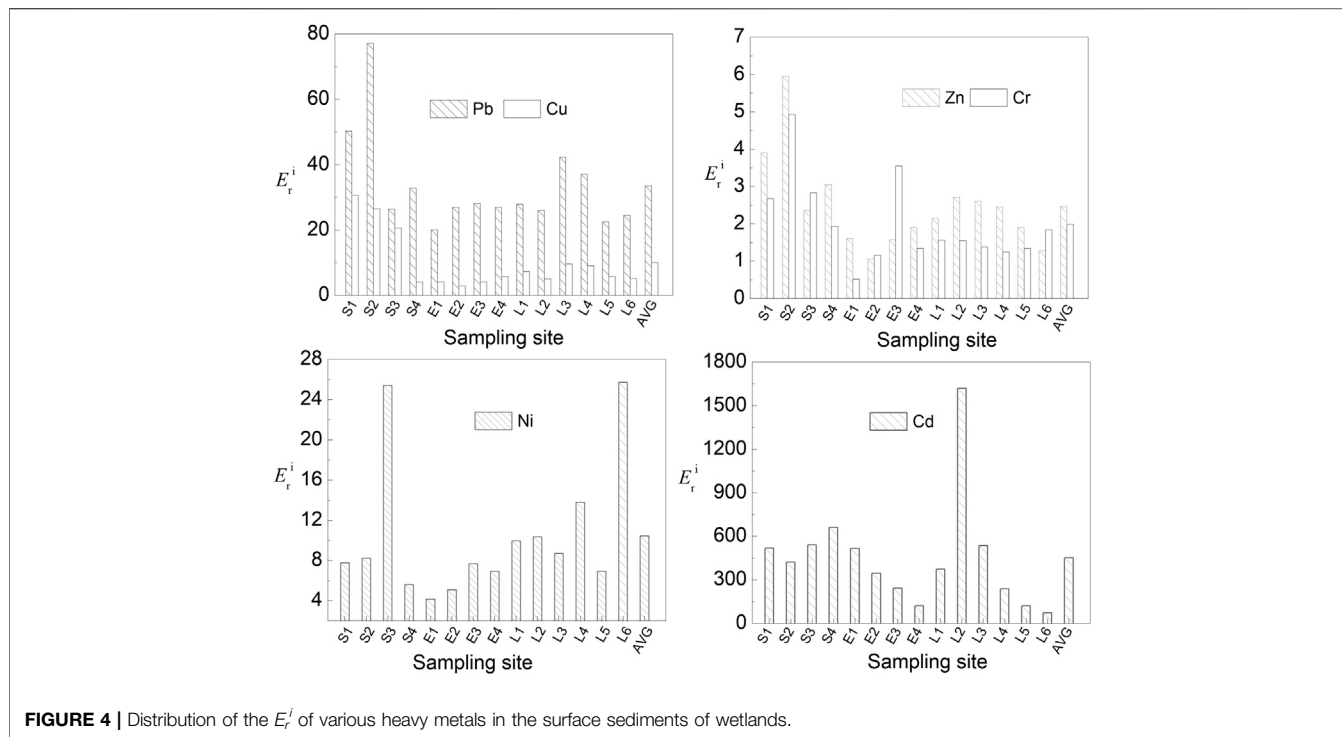 80
60
40
20
0
E_r^i
Pb Cu
S1 S2 S3 S4 E1 E2 E3 E4 L1 L2 L3 L4 L5 L6 AVG
Sampling site
7
6
5
4
3
2
1
0
E_r^i
Zn Cr
S1 S2 S3 S4 E1 E2 E3 E4 L1 L2 L3 L4 L5 L6 AVG
Sampling site
28
24
20
16
12
8
4
E_r^i
Ni
S1 S2 S3 S4 E1 E2 E3 E4 L1 L2 L3 L4 L5 L6 AVG
Sampling site
1800
1500
1200
900
600
300
0
E_r^i
Cd
S1 S2 S3 S4 E1 E2 E3 E4 L1 L2 L3 L4 L5 L6 AVG
Sampling site
FIGURE 4 | Distribution of the E_r^i of various heavy metals in the surface sediments of wetlands.